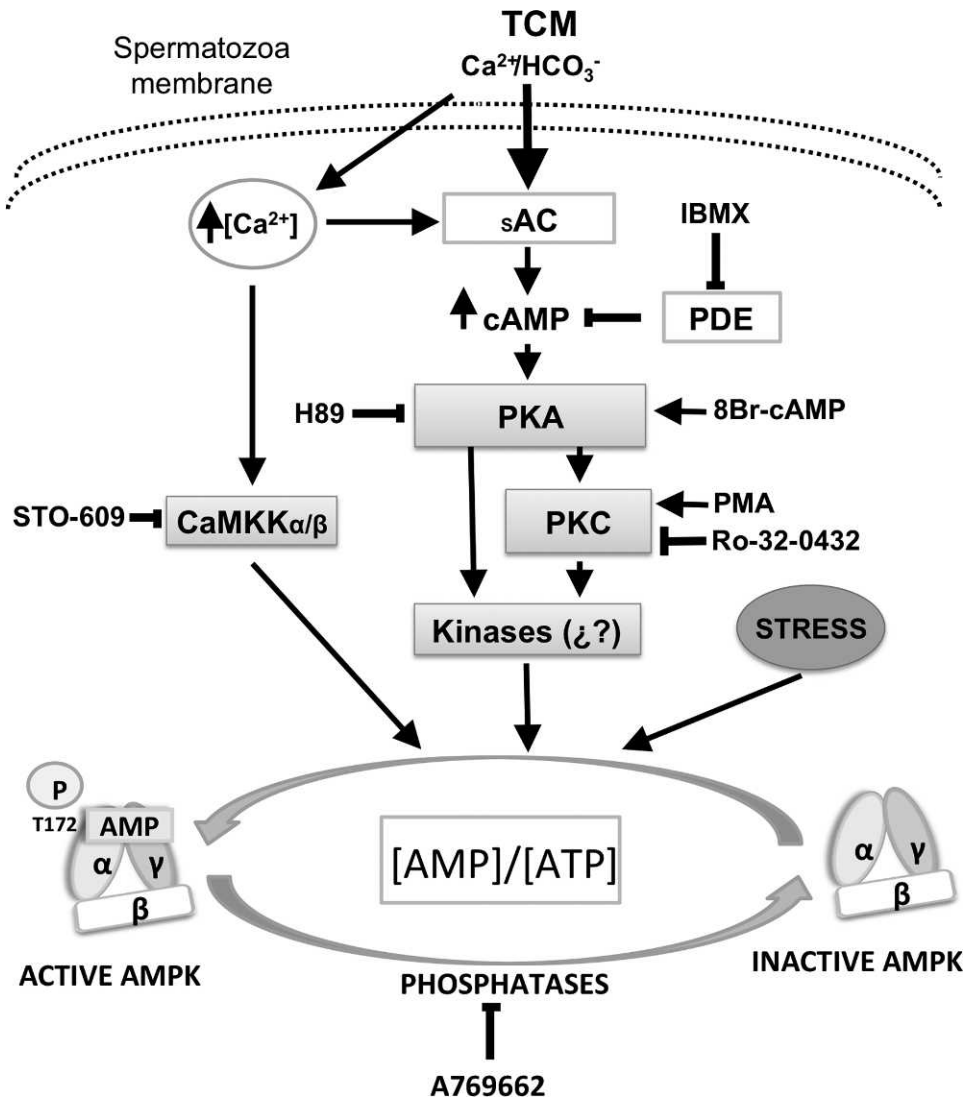 TCM
Spermatozoa
membrane
Ca²⁺/HCO₃⁻
[Ca²⁺]
sAC
IBMX
cAMP
PDE
H89
PKA
8Br-cAMP
STO-609
CaMKKα/β
PKC
PMA
Ro-32-0432
Kinases (¿?)
STRESS
P
T172
AMP
α
γ
β
[AMP]/[ATP]
α
γ
β
ACTIVE AMPK
INACTIVE AMPK
PHOSPHATASES
A769662